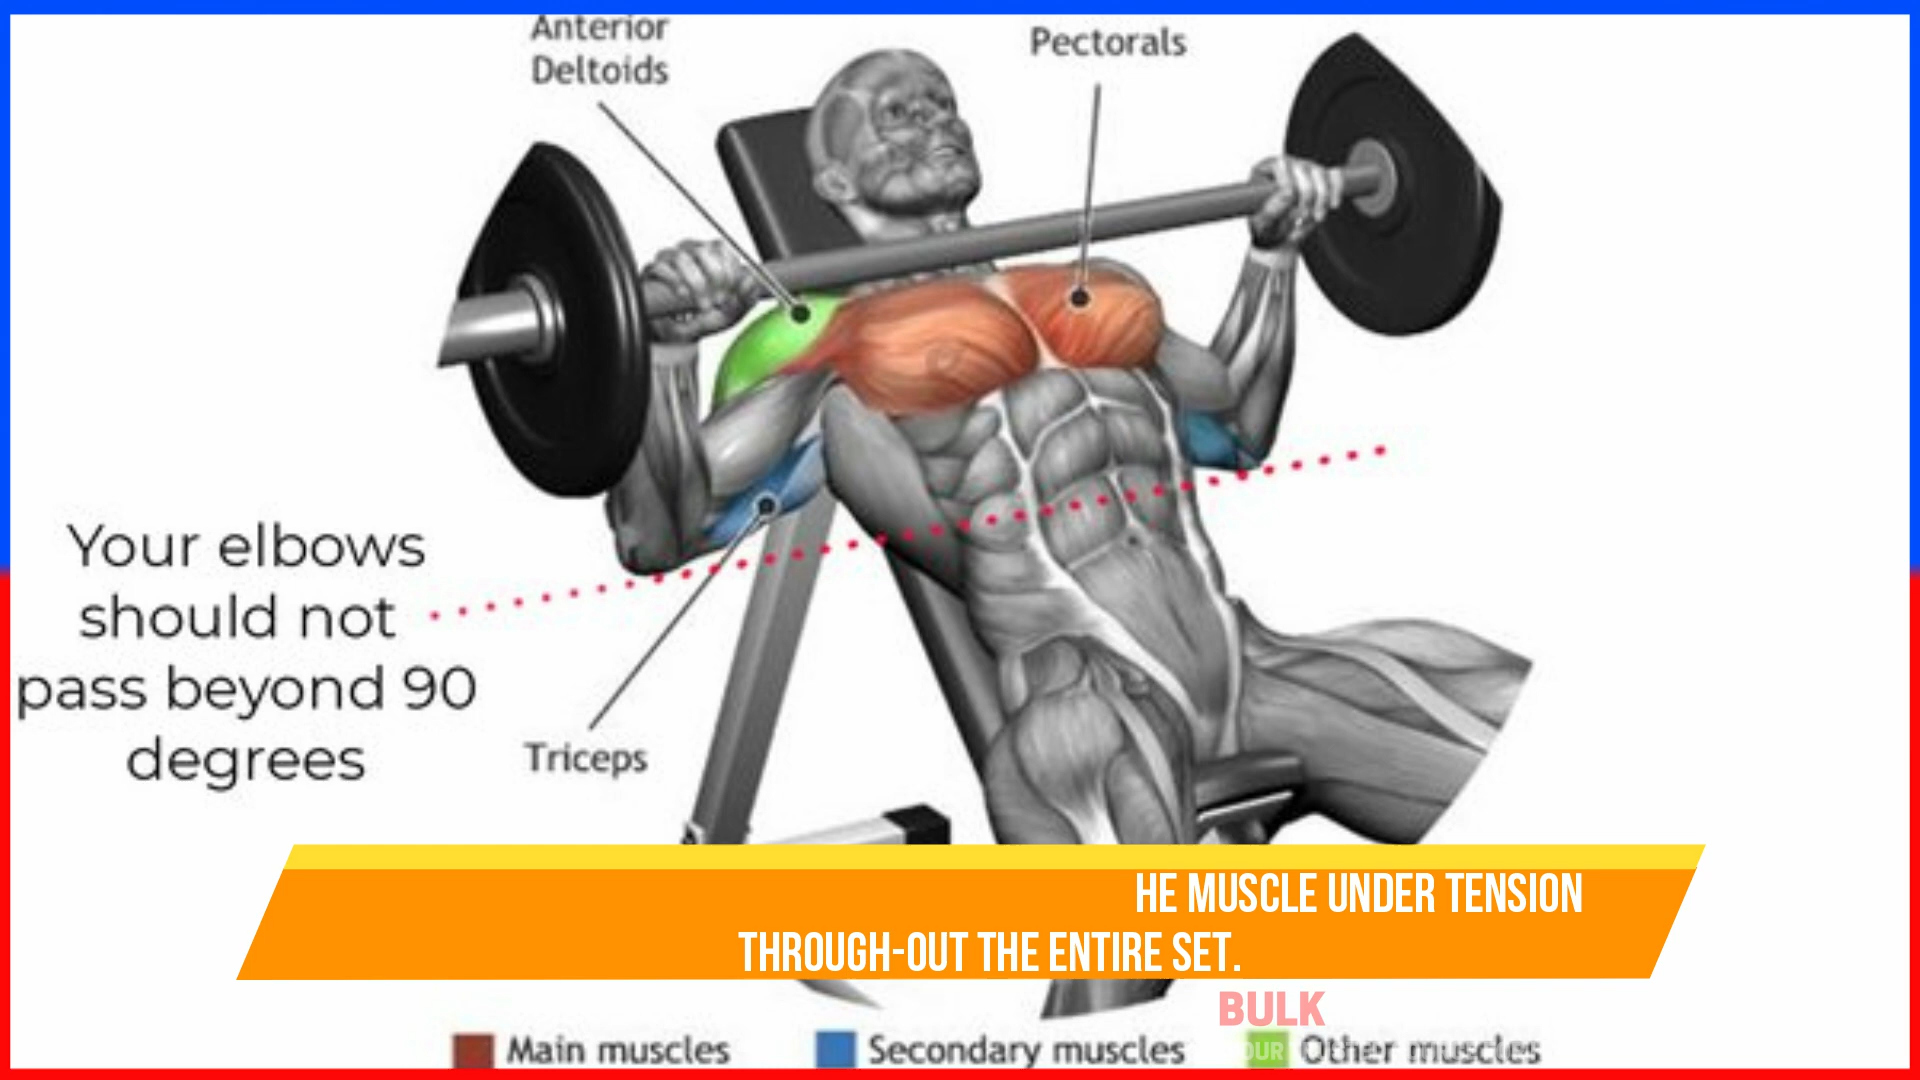 Anterior
Deltoids
Pectorals
Your elbows
should not
pass beyond 90
degrees
Triceps
HE MUSCLE UNDER TENSION
THROUGH-OUT THE ENTIRE SET.
BULK
OUR
Main muscles
Secondary muscles
Other muscles